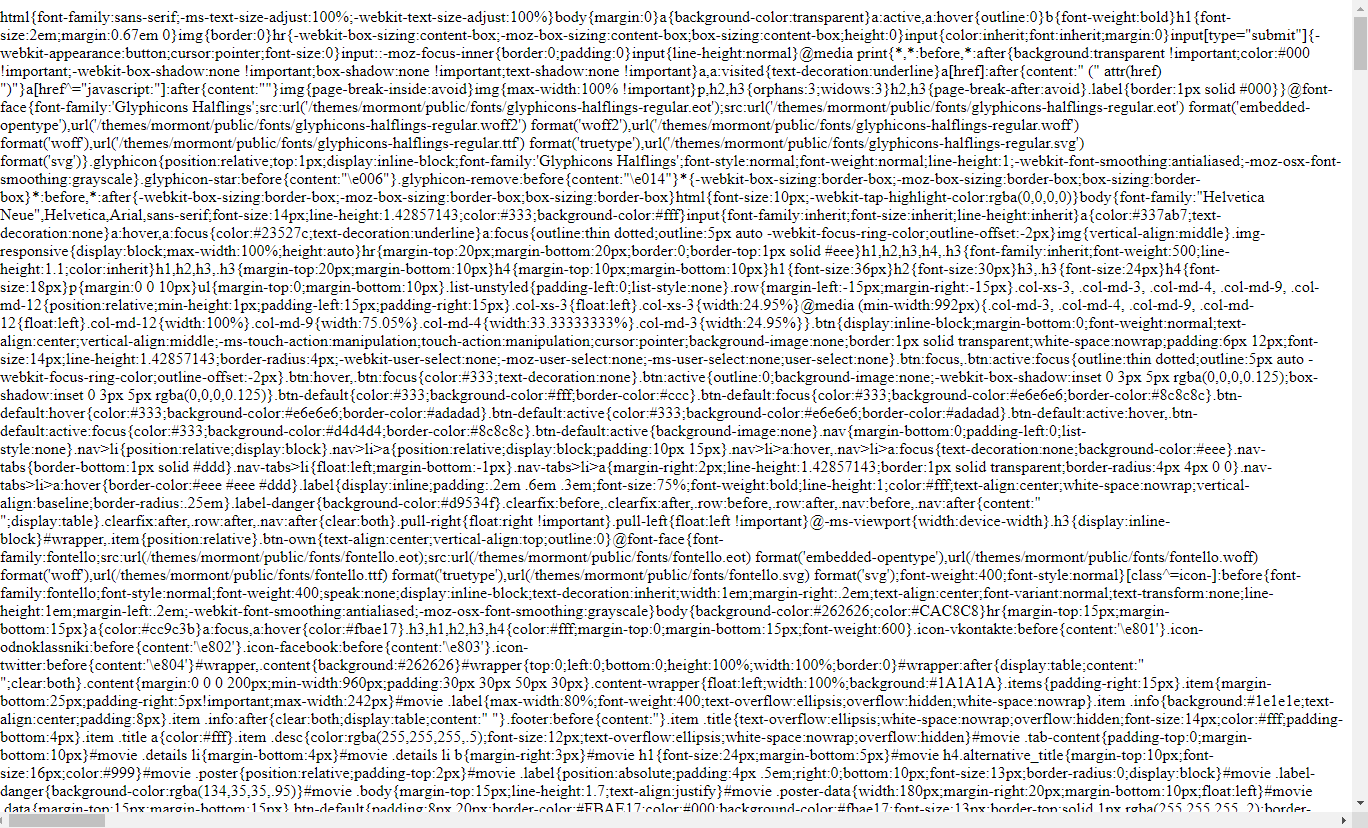 html{font-family:sans-serif;-ms-text-size-adjust:100%;-webkit-text-size-adjust:100%}body{margin:0}a{background-color:transparent}a:active,a:hover{outline:0}b{font-weight:bold}h1{font-
size:2em;margin:0.67em 0}img{border:0}hr{-webkit-box-sizing:content-box;-moz-box-sizing:content-box;box-sizing:content-box;height:0}input{color:inherit;font:inherit;margin:0}input[type="submit"]{-
webkit-appearance:button;cursor:pointer;font-size:0}input::-moz-focus-inner{border:0;padding:0}input{line-height:normal}@media print{*,*:before,*:after{background:transparent !important;color:#000
!important;-webkit-box-shadow:none !important;box-shadow:none !important;text-shadow:none !important}a,a:visited{text-decoration:underline}a[href]:after{content:" (" attr(href)
")"}a[href^="javascript:"]:after{content:""}img{page-break-inside:avoid}img{max-width:100% !important}p,h2,h3{orphans:3;widows:3}h2,h3{page-break-after:avoid}.label{border:1px solid #000}}@font-
face{font-family:'Glyphicons Halflings';src:url('/themes/mormont/public/fonts/glyphicons-halflings-regular.eot');src:url('/themes/mormont/public/fonts/glyphicons-halflings-regular.eot') format('embedded-
opentype'),url('/themes/mormont/public/fonts/glyphicons-halflings-regular.woff2') format('woff2'),url('/themes/mormont/public/fonts/glyphicons-halflings-regular.woff')
format('woff'),url('/themes/mormont/public/fonts/glyphicons-halflings-regular.ttf') format('truetype'),url('/themes/mormont/public/fonts/glyphicons-halflings-regular.svg')
format('svg')}.glyphicon{position:relative;top:1px;display:inline-block;font-family:'Glyphicons Halflings';font-style:normal;font-weight:normal;line-height:1;-webkit-font-smoothing:antialiased;-moz-osx-font-
smoothing:grayscale}.glyphicon-star:before{content:"\e006"}.glyphicon-remove:before{content:"\e014"}*{-webkit-box-sizing:border-box;-moz-box-sizing:border-box;box-sizing:border-
box}*:before,*:after{-webkit-box-sizing:border-box;-moz-box-sizing:border-box;box-sizing:border-box}html{font-size:10px;-webkit-tap-highlight-color:rgba(0,0,0,0)}body{font-family:"Helvetica
Neue",Helvetica,Arial,sans-serif;font-size:14px;line-height:1.42857143;color:#333;background-color:#fff}input{font-family:inherit;font-size:inherit;line-height:inherit}a{color:#337ab7;text-
decoration:none}a:hover,a:focus{color:#23527c;text-decoration:underline}a:focus{outline:thin dotted;outline:5px auto -webkit-focus-ring-color;outline-offset:-2px}img{vertical-align:middle}.img-
responsive{display:block;max-width:100%;height:auto}hr{margin-top:20px;margin-bottom:20px;border:0;border-top:1px solid #eee}h1,h2,h3,h4,.h3{font-family:inherit;font-weight:500;line-
height:1.1;color:inherit}h1,h2,h3,.h3{margin-top:20px;margin-bottom:10px}h4{margin-top:10px;margin-bottom:10px}h1{font-size:36px}h2{font-size:30px}h3,.h3{font-size:24px}h4{font-
size:18px}p{margin:0 0 10px}ul{margin-top:0;margin-bottom:10px}.list-unstyled{padding-left:0;list-style:none}.row{margin-left:-15px;margin-right:-15px}.col-xs-3, .col-md-3, .col-md-4, .col-md-9, .col-
md-12{position:relative;min-height:1px;padding-left:15px;padding-right:15px}.col-xs-3{float:left}.col-xs-3{width:24.95%}@media (min-width:992px){.col-md-3, .col-md-4, .col-md-9, .col-md-
12{float:left}.col-md-12{width:100%}.col-md-9{width:75.05%}.col-md-4{width:33.33333333%}.col-md-3{width:24.95%}}.btn{display:inline-block;margin-bottom:0;font-weight:normal;text-
align:center;vertical-align:middle;-ms-touch-action:manipulation;touch-action:manipulation;cursor:pointer;background-image:none;border:1px solid transparent;white-space:nowrap;padding:6px 12px;font-
size:14px;line-height:1.42857143;border-radius:4px;-webkit-user-select:none;-moz-user-select:none;-ms-user-select:none;user-select:none}.btn:focus,.btn:active:focus{outline:thin dotted;outline:5px auto -
webkit-focus-ring-color;outline-offset:-2px}.btn:hover,.btn:focus{color:#333;text-decoration:none}.btn:active{outline:0;background-image:none;-webkit-box-shadow:inset 0 3px 5px rgba(0,0,0,0.125);box-
shadow:inset 0 3px 5px rgba(0,0,0,0.125)}.btn-default{color:#333;background-color:#fff;border-color:#ccc}.btn-default:focus{color:#333;background-color:#e6e6e6;border-color:#8c8c8c}.btn-
default:hover{color:#333;background-color:#e6e6e6;border-color:#adadad}.btn-default:active{color:#333;background-color:#e6e6e6;border-color:#adadad}.btn-default:active:hover,.btn-
default:active:focus{color:#333;background-color:#d4d4d4;border-color:#8c8c8c}.btn-default:active{background-image:none}.nav{margin-bottom:0;padding-left:0;list-
style:none}.nav>li{position:relative;display:block}.nav>li>a{position:relative;display:block;padding:10px 15px}.nav>li>a:hover,.nav>li>a:focus{text-decoration:none;background-color:#eee}.nav-
tabs{border-bottom:1px solid #ddd}.nav-tabs>li{float:left;margin-bottom:-1px}.nav-tabs>li>a{margin-right:2px;line-height:1.42857143;border:1px solid transparent;border-radius:4px 4px 0 0}.nav-
tabs>li>a:hover{border-color:#eee #eee #ddd}.label{display:inline;padding:.2em .6em .3em;font-size:75%;font-weight:bold;line-height:1;color:#fff;text-align:center;white-space:nowrap;vertical-
align:baseline;border-radius:.25em}.label-danger{background-color:#d9534f}.clearfix:before,.clearfix:after,.row:before,.row:after,.nav:before,.nav:after{content:"
";display:table}.clearfix:after,.row:after,.nav:after{clear:both}.pull-right{float:right !important}.pull-left{float:left !important}@-ms-viewport{width:device-width}.h3{display:inline-
block}#wrapper,.item{position:relative}.btn-own{text-align:center;vertical-align:top;outline:0}@font-face{font-
family:fontello;src:url(/themes/mormont/public/fonts/fontello.eot);src:url(/themes/mormont/public/fonts/fontello.eot) format('embedded-opentype'),url(/themes/mormont/public/fonts/fontello.woff)
format('woff'),url(/themes/mormont/public/fonts/fontello.ttf) format('truetype'),url(/themes/mormont/public/fonts/fontello.svg) format('svg');font-weight:400;font-style:normal}[class^=icon-]:before{font-
family:fontello;font-style:normal;font-weight:400;speak:none;display:inline-block;text-decoration:inherit;width:1em;margin-right:.2em;text-align:center;font-variant:normal;text-transform:none;line-
height:1em;margin-left:.2em;-webkit-font-smoothing:antialiased;-moz-osx-font-smoothing:grayscale}body{background-color:#262626;color:#CAC8C8}hr{margin-top:15px;margin-
bottom:15px}a{color:#cc9c3b}a:focus,a:hover{color:#fbae17}.h3,h1,h2,h3,h4{color:#fff;margin-top:0;margin-bottom:15px;font-weight:600}.icon-vkontakte:before{content:'\e801'}.icon-
odnoklassniki:before{content:'\e802'}.icon-facebook:before{content:'\e803'}.icon-
twitter:before{content:'\e804'}#wrapper,.content{background:#262626}#wrapper{top:0;left:0;bottom:0;height:100%;width:100%;border:0}#wrapper:after{display:table;content:"
";clear:both}.content{margin:0 0 0 200px;min-width:960px;padding:30px 30px 50px 30px}.content-wrapper{float:left;width:100%;background:#1A1A1A}.items{padding-right:15px}.item{margin-
bottom:25px;padding-right:5px!important;max-width:242px}#movie .label{max-width:80%;font-weight:400;text-overflow:ellipsis;overflow:hidden;white-space:nowrap}.item .info{background:#1e1e1e;text-
align:center;padding:8px}.item .info:after{clear:both;display:table;content:" "}.footer:before{content:''}.item .title{text-overflow:ellipsis;white-space:nowrap;overflow:hidden;font-size:14px;color:#fff;padding-
bottom:4px}.item .title a{color:#fff}.item .desc{color:rgba(255,255,255,.5);font-size:12px;text-overflow:ellipsis;white-space:nowrap;overflow:hidden}#movie .tab-content{padding-top:0;margin-
bottom:10px}#movie .details li{margin-bottom:4px}#movie .details li b{margin-right:3px}#movie h1{font-size:24px;margin-bottom:5px}#movie h4.alternative_title{margin-top:10px;font-
size:16px;color:#999}#movie .poster{position:relative;padding-top:2px}#movie .label{position:absolute;padding:4px .5em;right:0;bottom:10px;font-size:13px;border-radius:0;display:block}#movie .label-
danger{background-color:rgba(134,35,35,.95)}#movie .body{margin-top:15px;line-height:1.7;text-align:justify}#movie .poster-data{width:180px;margin-right:20px;margin-bottom:10px;float:left}#movie
.data{margin-top:15px;margin-bottom:15px}.btn-default{padding:8px 20px;border-color:#FBAE17;color:#000;background-color:#fbae17;font-size:13px;border-top:solid 1px rgba(255,255,255,.2);border-